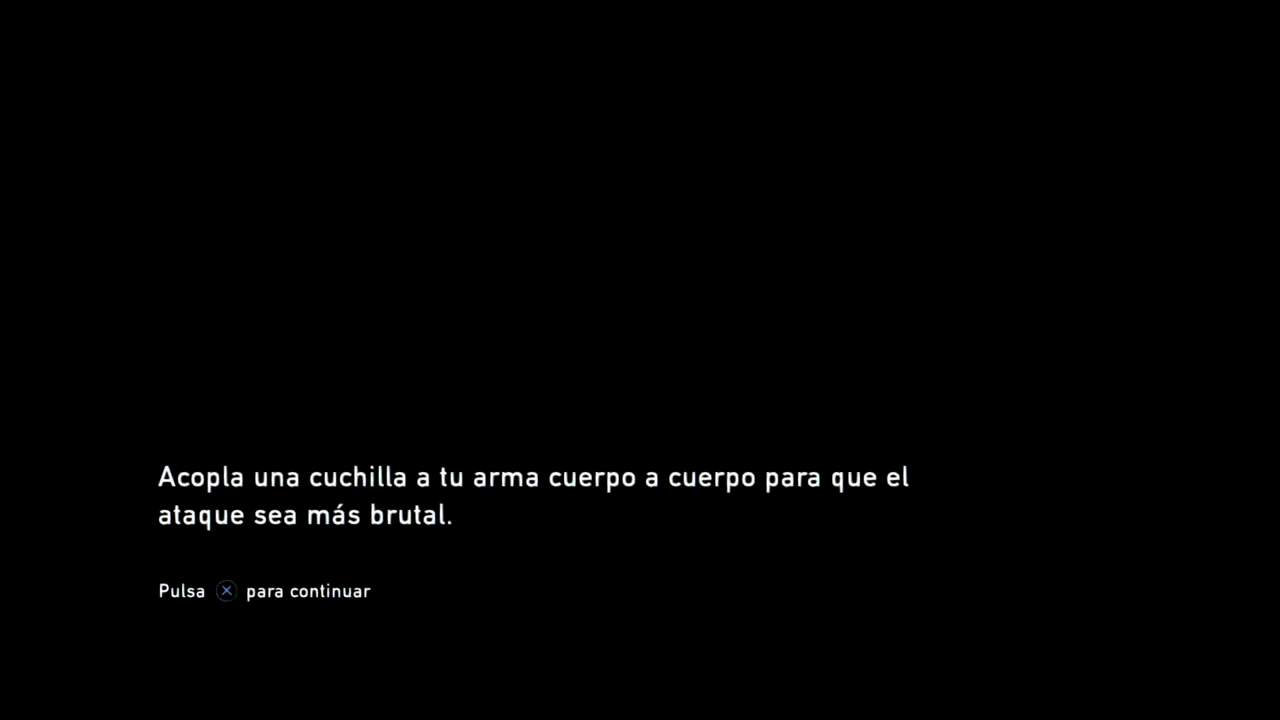 Acopla una cuchilla a tu arma cuerpo a cuerpo para que el
ataque sea más brutal.
Pulsa ⓧ para continuar